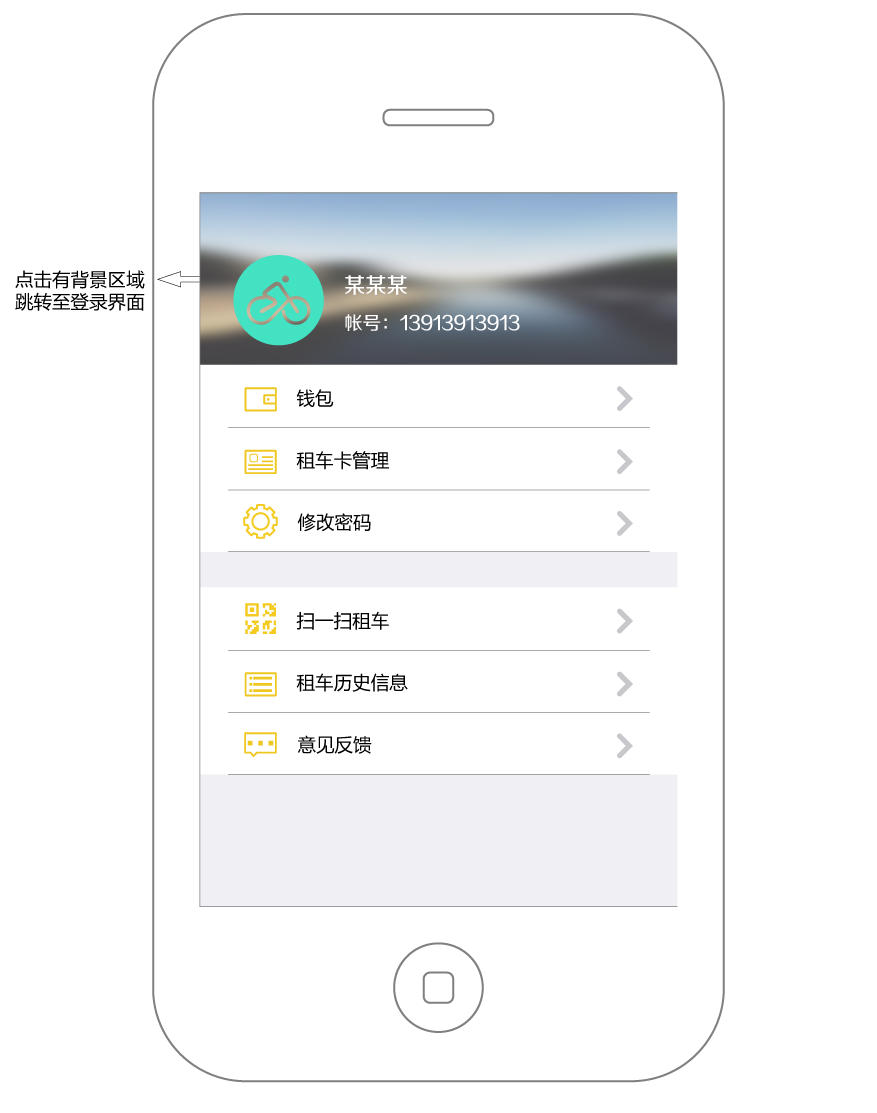 点击有背景区域
跳转至登录界面
某某某
帐号：13913913913
钱包
租车卡管理
修改密码
扫一扫租车
租车历史信息
意见反馈